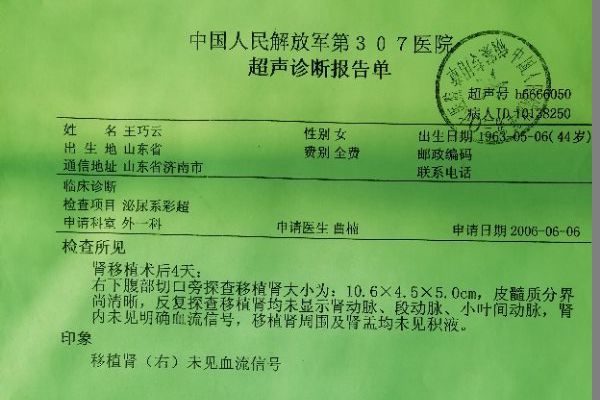 中国人民解放军第307医院
超声诊断报告单
超声号 h6666050
病人ID 10138250
姓 名 王巧云 性别 女 出生日期 1963-05-06(44岁)
出 生 地 山东省 费别 全费 邮政编码
通信地址 山东省济南市 联系电话
临床诊断
检查项目 泌尿系彩超
申请科室 外一科 申请医生 曲楠 申请日期 2006-06-06
检查所见
肾移植术后4天：
右下腹部切口旁探查移植肾大小为：10.6×4.5×5.0cm，皮髓质分界
尚清晰，反复探查移植肾均未显示肾动脉、段动脉、小叶间动脉，肾
内未见明确血流信号，移植肾周围及肾盂均未见积液。
印象
移植肾（右）未见血流信号